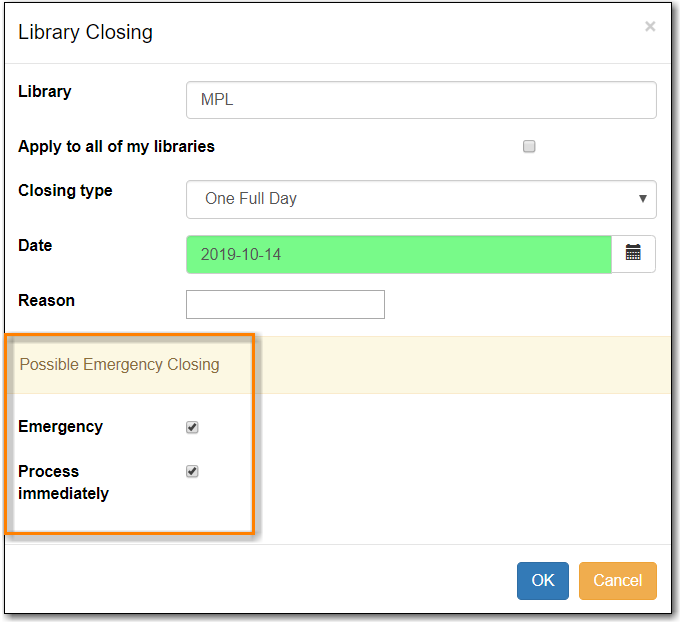 Library Closing
×
Library
MPL
Apply to all of my libraries
Closing type
One Full Day
Date
2019-10-14
Reason
Possible Emergency Closing
Emergency
Process
immediately
OK
Cancel